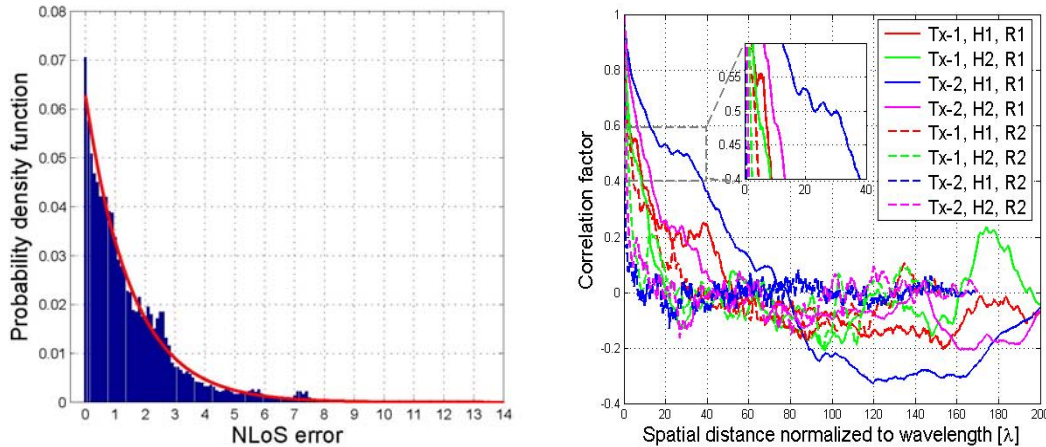 0.08
0.07
0.06
0.05
0.04
0.03
0.02
0.01
0
Probability density function
0 1 2 3 4 5 6 7 8 9 10 11 12 13 14
NLoS error
1
0.8
0.6
0.4
0.2
0
-0.2
-0.4
Correlation factor
0 20 40 60 80 100 120 140 160 180 200
Spatial distance normalized to wavelength [λ]
0.55
0.5
0.45
0.4
0 20 40
Tx-1, H1, R1
Tx-1, H2, R1
Tx-2, H1, R1
Tx-2, H2, R1
Tx-1, H1, R2
Tx-1, H2, R2
Tx-2, H1, R2
Tx-2, H2, R2